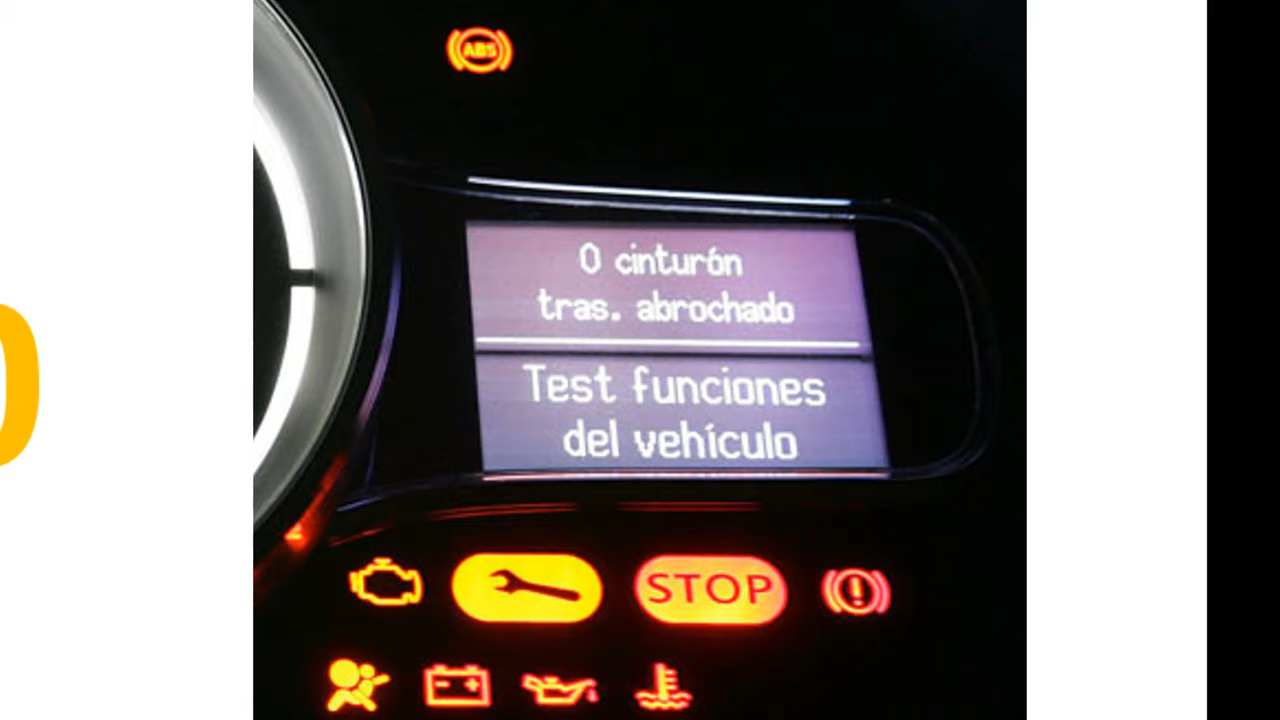 ABS
0 cinturón
tras. abrochado
Test funciones
del vehículo
STOP